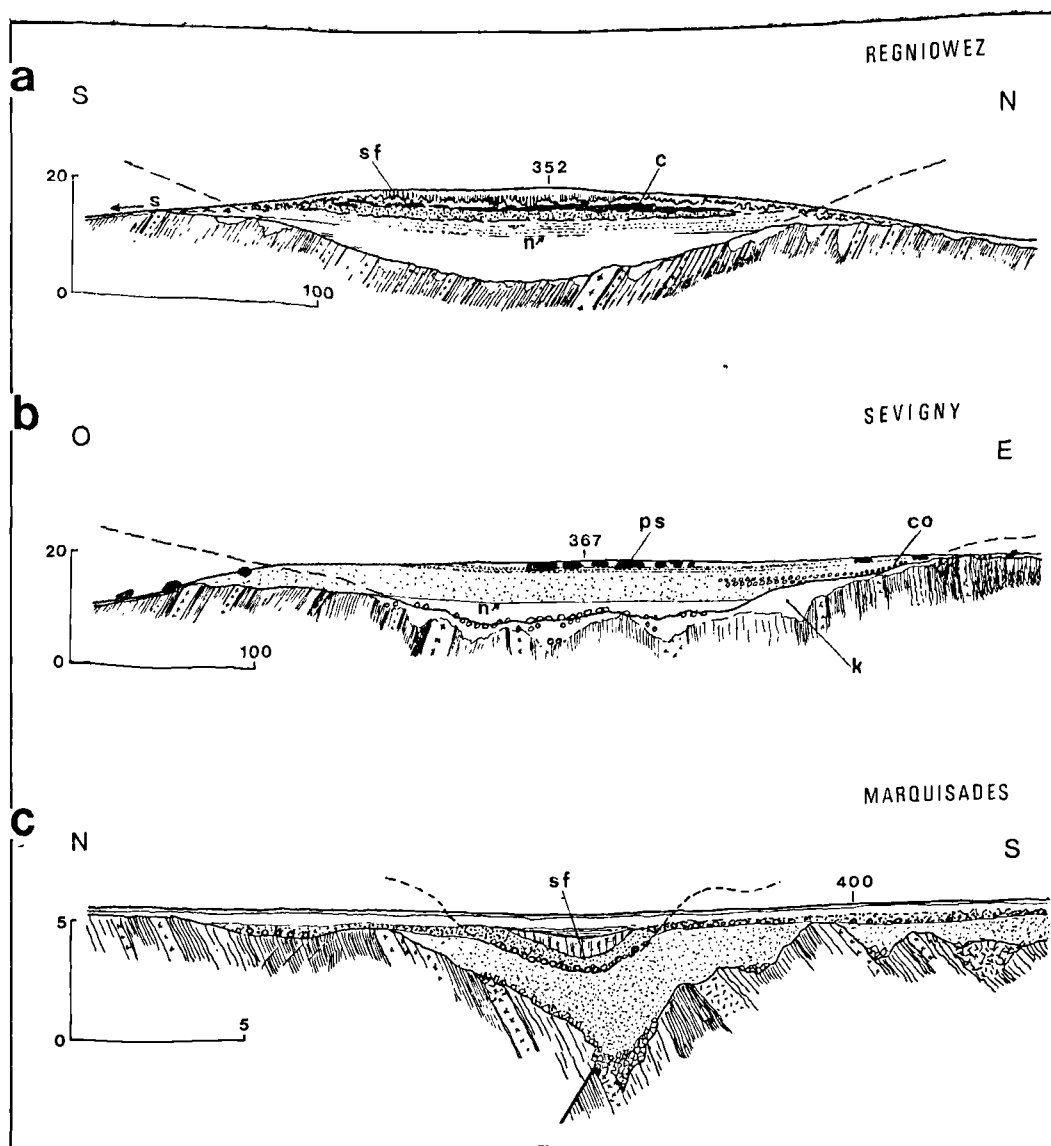 REGNIOWEZ
a
S N
sf 352 c
20
s
n
0
100
SEVIGNY
b
O E
367 ps co
20
n
0
100
k
MARQUISADES
c
N S
sf 400
5
0
5